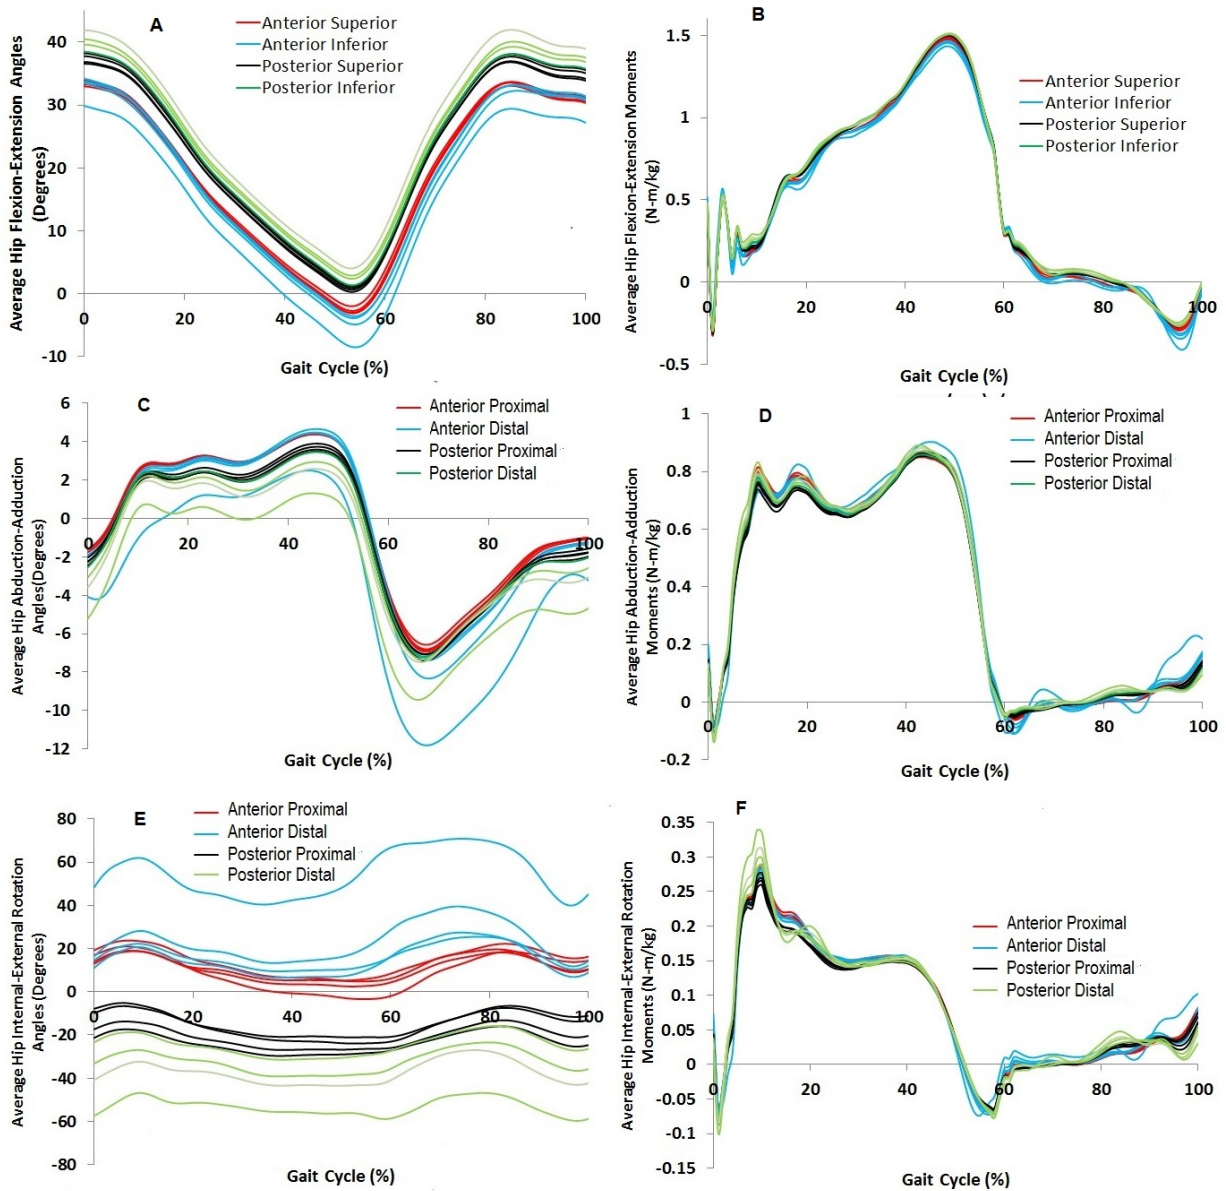 A
Anterior Superior
Anterior Inferior
Posterior Superior
Posterior Inferior
Average Hip Flexion-Extension Angles
(Degrees)
40
30
20
10
0
-10
0
20
40
60
80
100
Gait Cycle (%)
B
Anterior Superior
Anterior Inferior
Posterior Superior
Posterior Inferior
Average Hip Flexion-Extension Moments
(N-m/kg)
1.5
1
0.5
0
-0.5
0
20
40
60
80
100
Gait Cycle (%)
C
Anterior Proximal
Anterior Distal
Posterior Proximal
Posterior Distal
Average Hip Abduction-Adduction
Angles(Degrees)
6
4
2
0
-2
-4
-6
-8
-10
-12
0
20
40
60
80
100
Gait Cycle (%)
D
Anterior Proximal
Anterior Distal
Posterior Proximal
Posterior Distal
Average Hip Abduction-Adduction
Moments (N-m/kg)
1
0.8
0.6
0.4
0.2
0
-0.2
0
20
40
60
80
100
Gait Cycle (%)
E
Anterior Proximal
Anterior Distal
Posterior Proximal
Posterior Distal
Average Hip Internal-External Rotation
Angles (Degrees)
80
60
40
20
0
-20
-40
-60
-80
0
20
40
60
80
100
Gait Cycle (%)
F
Anterior Proximal
Anterior Distal
Posterior Proximal
Posterior Distal
Average Hip Internal-External Rotation
Moments (N-m/kg)
0.35
0.3
0.25
0.2
0.15
0.1
0.05
0
-0.05
-0.1
-0.15
0
20
40
60
80
100
Gait Cycle (%)